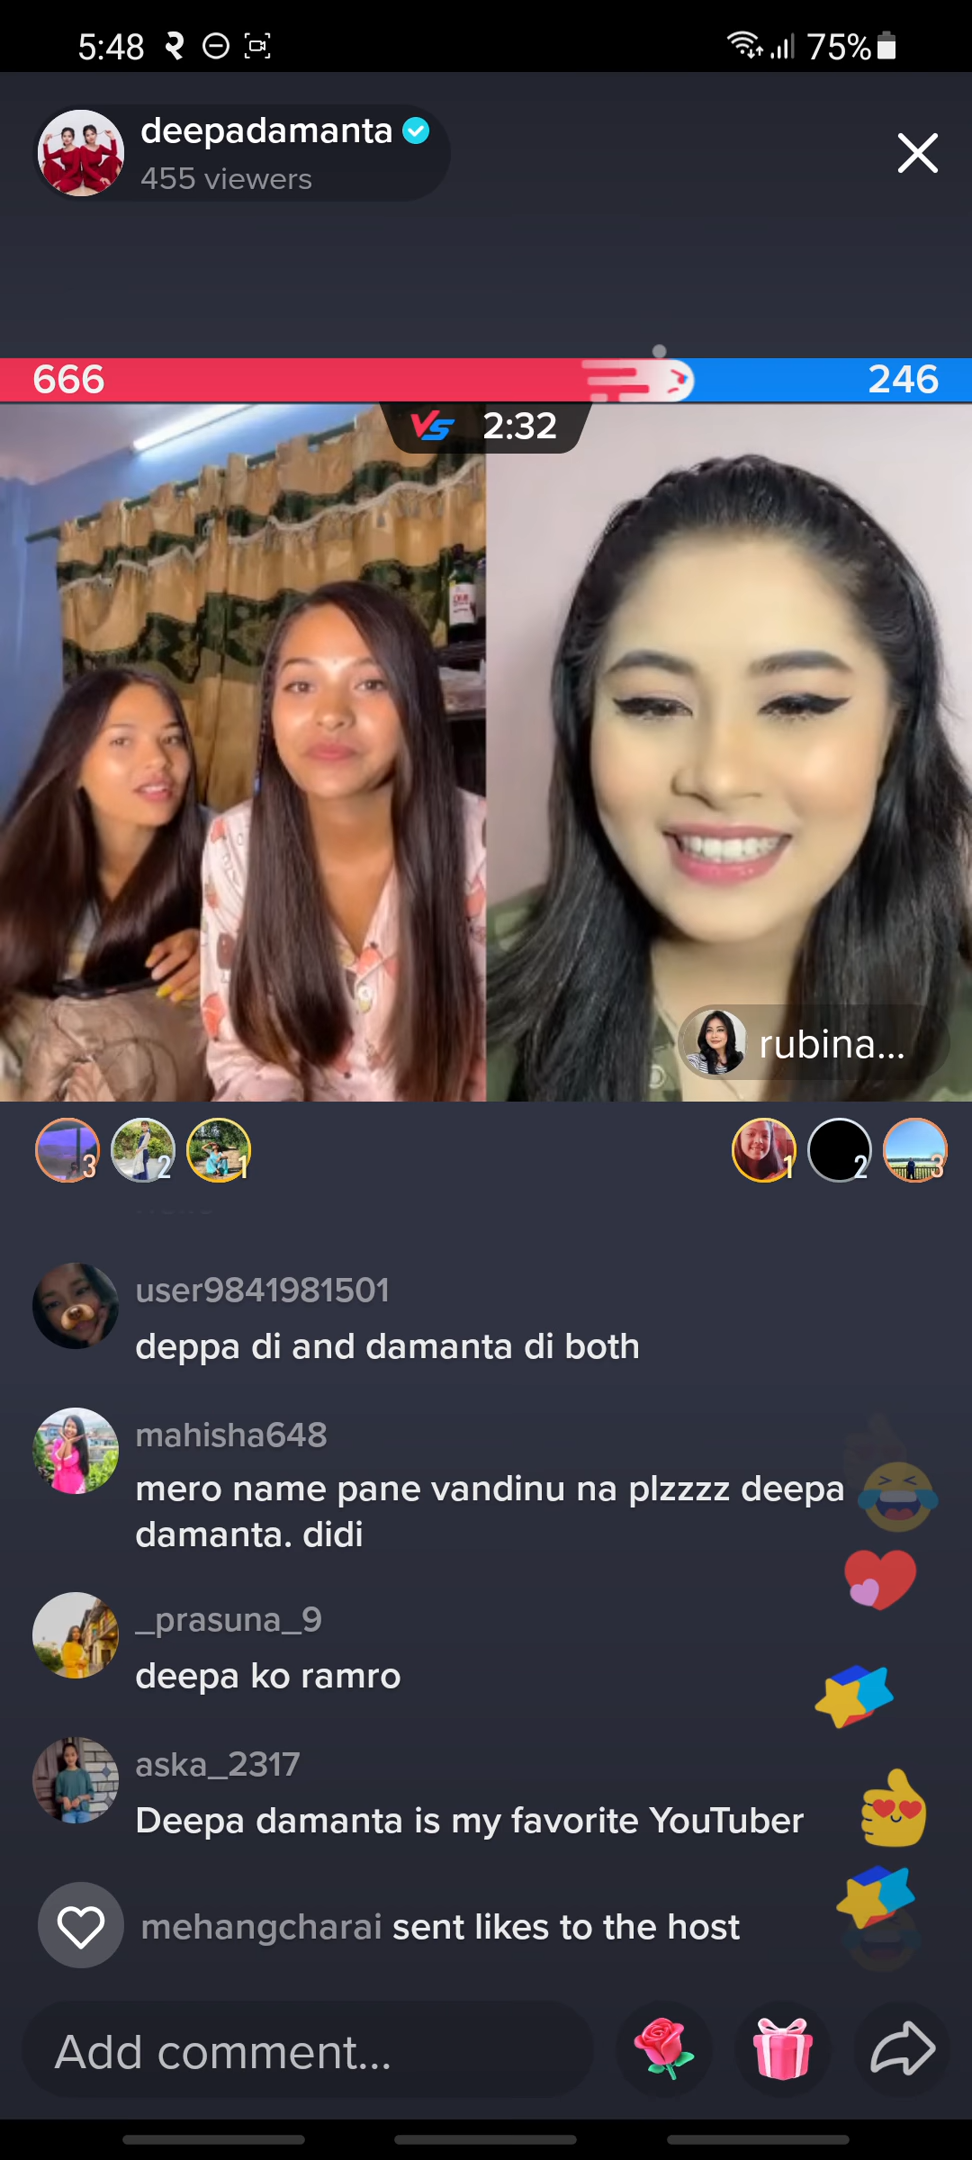 5:48
75%
deepadamanta
455 viewers
666
246
VS 2:32
rubina...
3
2
1
1
2
3
user9841981501
deppa di and damanta di both
mahisha648
mero name pane vandinu na plzzzz deepa
damanta. didi
_prasuna_9
deepa ko ramro
aska_2317
Deepa damanta is my favorite YouTuber
mehangcharai sent likes to the host
Add comment...